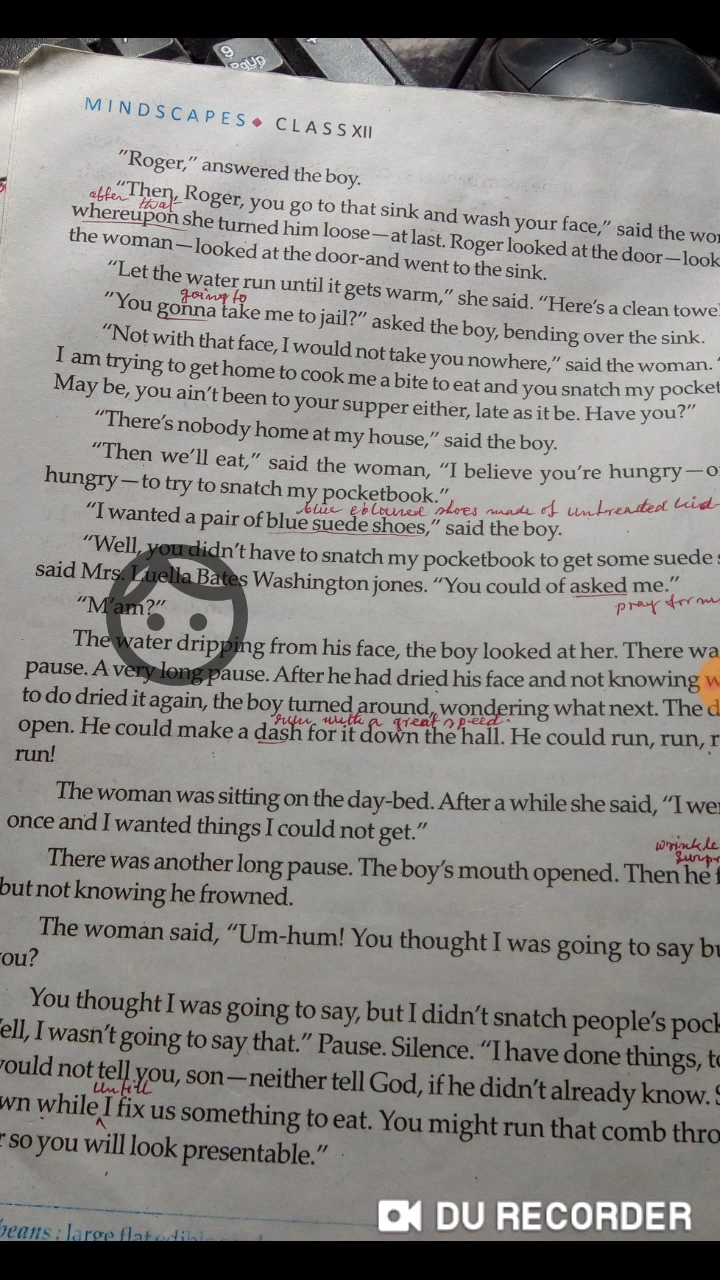 9
PgUp
MINDSCAPES◆ CLASS XII
"Roger," answered the boy.
"Then, Roger, you go to that sink and wash your face," said the
after that
whereupon she turned him loose—at last. Roger looked at the door—
the woman—looked at the door-and went to the sink.
"Let the water run until it gets warm," she said. "Here's a clean
going to
"You gonna take me to jail?" asked the boy, bending over the sink.
"Not with that face, I would not take you nowhere," said the woman.
I am trying to get home to cook me a bite to eat and you snatch my
May be, you ain't been to your supper either, late as it be. Have you?"
"There's nobody home at my house," said the boy.
"Then we'll eat," said the woman, "I believe you're hungry—
hungry—to try to snatch my pocketbook."
blue coloured shoes made of untreated kid
"I wanted a pair of blue suede shoes," said the boy.
"Well, you didn't have to snatch my pocketbook to get some suede
said Mrs. Luella Bates Washington jones. "You could of asked me."
pray for
"M'am?"
The water dripping from his face, the boy looked at her. There
pause. A very long pause. After he had dried his face and not knowing
to do dried it again, the boy turned around, wondering what next. The
run with a great speed.
open. He could make a dash for it down the hall. He could run, run,
run!
The woman was sitting on the day-bed. After a while she said, "I
once and I wanted things I could not get."
wrinkle
There was another long pause. The boy's mouth opened. Then he
but not knowing he frowned.
The woman said, "Um-hum! You thought I was going to say
ou?
You thought I was going to say, but I didn't snatch people's
ell, I wasn't going to say that." Pause. Silence. "I have done things,
ould not tell you, son—neither tell God, if he didn't already know.
untill
wn while I fix us something to eat. You might run that comb
r so you will look presentable."
beans: large flat
DU RECORDER